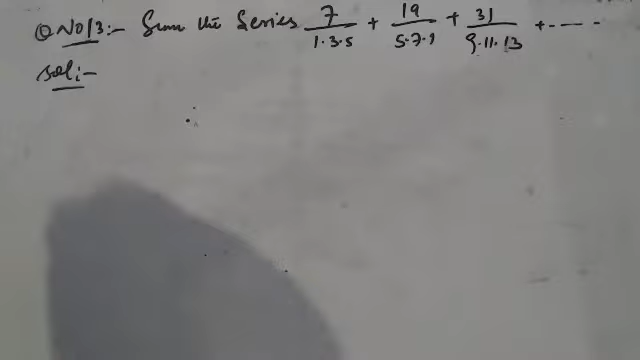 Q No 13:- Sum the Series 7/1·3·5 + 19/5·7·9 + 31/9·11·13 + -----
Sol:-